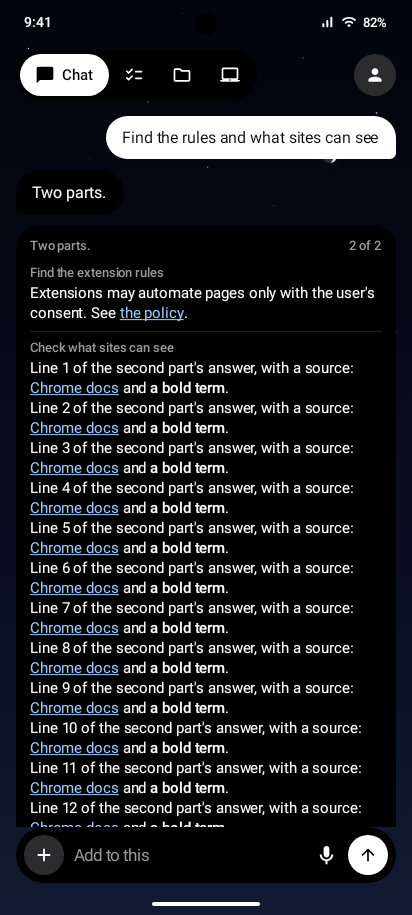 9:41
82%
Chat
Find the rules and what sites can see
Two parts.
Two parts.
2 of 2
Find the extension rules
Extensions may automate pages only with the user's
consent. See the policy.
Check what sites can see
Line 1 of the second part's answer, with a source:
Chrome docs and a bold term.
Line 2 of the second part's answer, with a source:
Chrome docs and a bold term.
Line 3 of the second part's answer, with a source:
Chrome docs and a bold term.
Line 4 of the second part's answer, with a source:
Chrome docs and a bold term.
Line 5 of the second part's answer, with a source:
Chrome docs and a bold term.
Line 6 of the second part's answer, with a source:
Chrome docs and a bold term.
Line 7 of the second part's answer, with a source:
Chrome docs and a bold term.
Line 8 of the second part's answer, with a source:
Chrome docs and a bold term.
Line 9 of the second part's answer, with a source:
Chrome docs and a bold term.
Line 10 of the second part's answer, with a source:
Chrome docs and a bold term.
Line 11 of the second part's answer, with a source:
Chrome docs and a bold term.
Line 12 of the second part's answer, with a source:
Chrome docs and a bold term.
Add to this